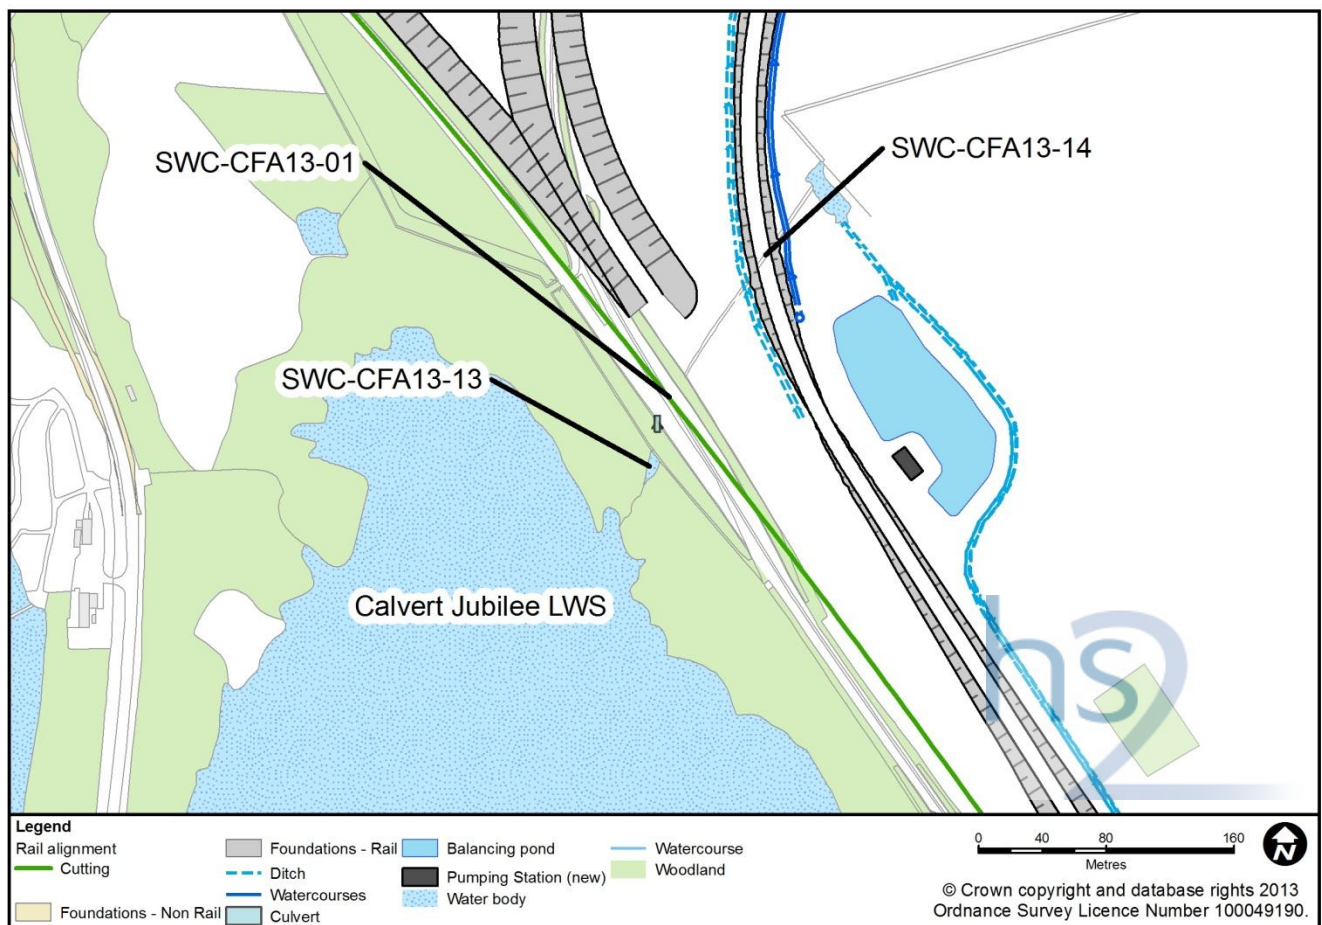 SWC-CFA13-01
SWC-CFA13-14
SWC-CFA13-13
Calvert Jubilee LWS
hs2
Legend
Rail alignment
Cutting
Foundations - Non Rail
Foundations - Rail
Ditch
Watercourses
Culvert
Balancing pond
Pumping Station (new)
Water body
Watercourse
Woodland
0 40 80 160
Metres
N
© Crown copyright and database rights 2013
Ordnance Survey Licence Number 100049190.